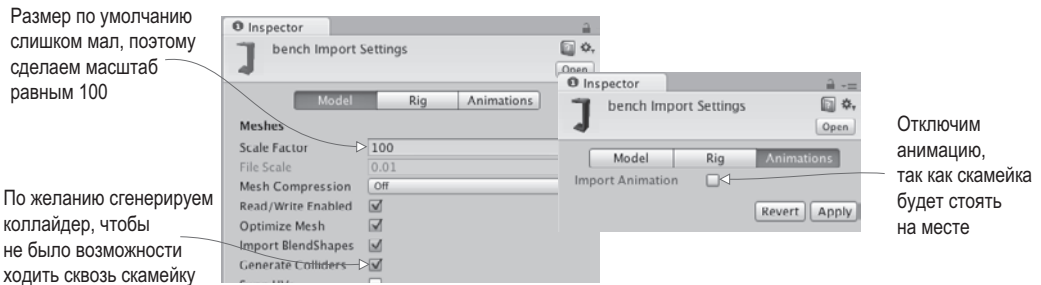 Размер по умолчанию
слишком мал, поэтому
сделаем масштаб
равным 100
По желанию сгенерируем
коллайдер, чтобы
не было возможности
ходить сквозь скамейку
Inspector
bench Import Settings
Open
Model Rig Animations
Meshes
Scale Factor 100
File Scale 0.01
Mesh Compression Off
Read/Write Enabled
Optimize Mesh
Import BlendShapes
Generate Colliders
Inspector
bench Import Settings
Open
Model Rig Animations
Import Animation
Revert Apply
Отключим
анимацию,
так как скамейка
будет стоять
на месте